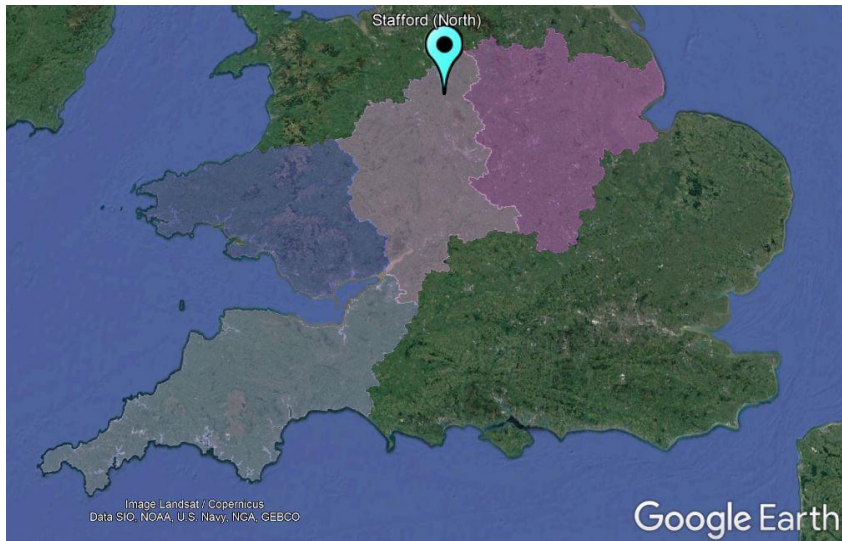 Stafford (North)
Image Landsat / Copernicus
Data SIO, NOAA, U.S. Navy, NGA, GEBCO
Google Earth